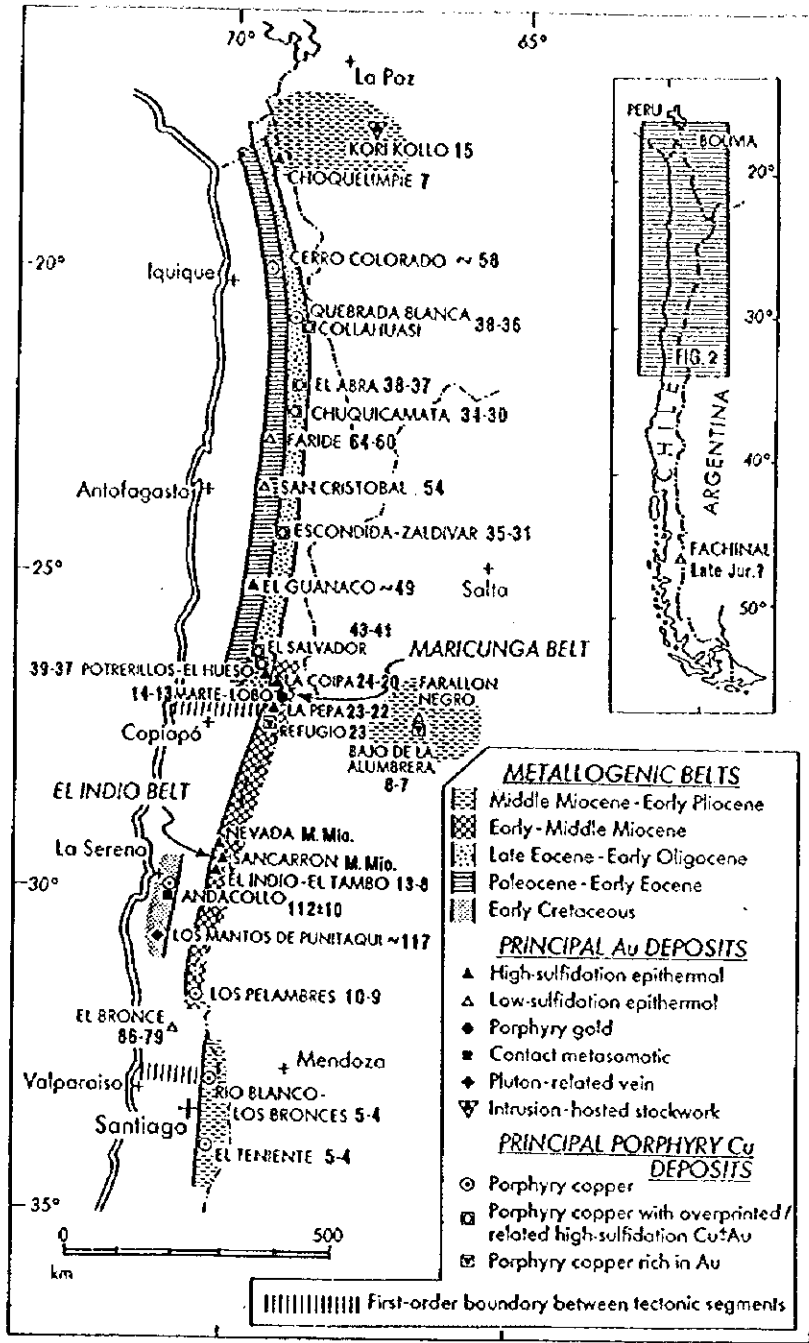 70°
65°
La Paz
KORI KOLLO 15
CHOQUELIMPIE 7
-20°
Iquique
CERRO COLORADO ~ 58
QUEBRADA BLANCA
COLLAHUASI
38-36
EL ABRA 38-37
CHUQUICAMATA 34-30
FARIDE 64-60
Antofagasta
SAN CRISTOBAL 54
ESCONDIDA-ZALDIVAR 35-31
-25°
EL GUANACO ~49
Salta
43-41
EL SALVADOR
MARICUNGA BELT
39-37 POTRERILLOS-EL HUESO
LA COIPA 24-20
FARALLON
NEGRO
14-13 MARTE-LOBO
LA PEPA 23-22
Copiapó
REFUGIO 23
BAJO DE LA
ALUMBRERA
8-7
EL INDIO BELT
NEVADA M. Mio.
La Serena
SANCARRON M. Mio.
-30°
EL INDIO-EL TAMBO 13-8
ANDACOLLO
112±10
LOS MANTOS DE PUNITAQUI ~117
LOS PELAMBRES 10-9
EL BRONCE
86-79
Mendoza
Valparaiso
RIO BLANCO-
LOS BRONCES 5-4
Santiago
EL TENIENTE 5-4
-35°
0
500
km
PERU
BOLIVIA
20°
30°
FIG. 2
CHILE
ARGENTINA
40°
FACHINAL
Late Jur.?
50°
METALLOGENIC BELTS
Middle Miocene-Early Pliocene
Early-Middle Miocene
Late Eocene-Early Oligocene
Paleocene-Early Eocene
Early Cretaceous
PRINCIPAL Au DEPOSITS
High-sulfidation epithermal
Low-sulfidation epithermal
Porphyry gold
Contact metasomatic
Pluton-related vein
Intrusion-hosted stockwork
PRINCIPAL PORPHYRY Cu
DEPOSITS
Porphyry copper
Porphyry copper with overprinted/
related high-sulfidation Cu±Au
Porphyry copper rich in Au
First-order boundary between tectonic segments